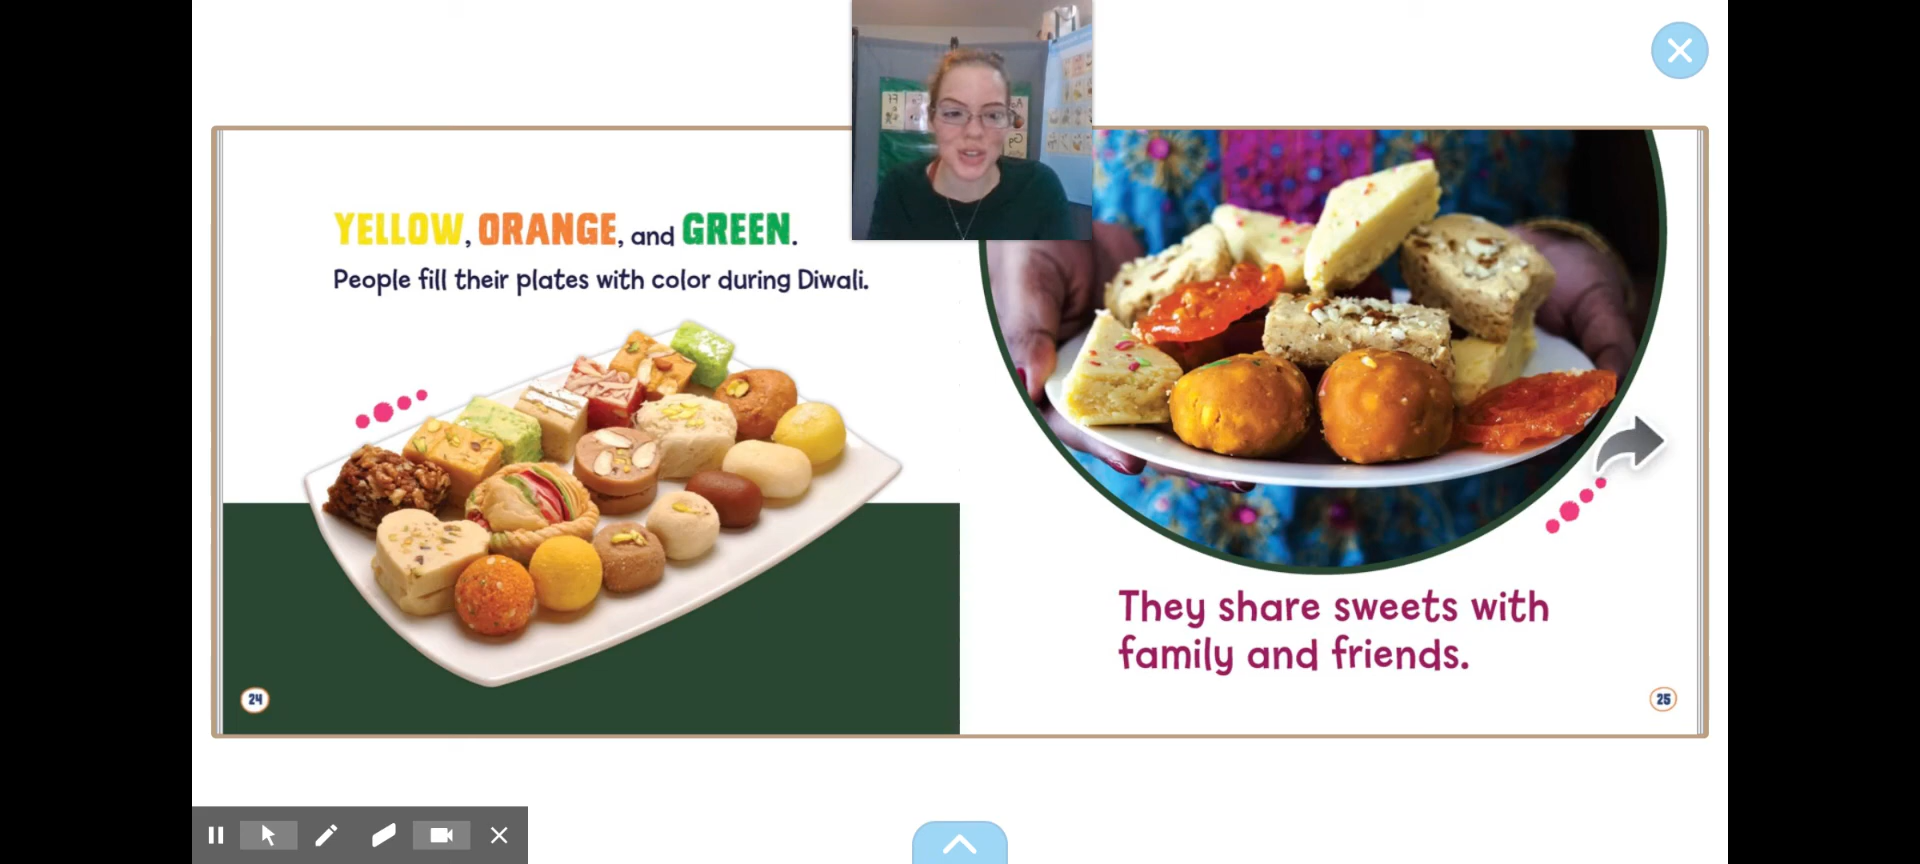 YELLOW, ORANGE, and GREEN.
People fill their plates with color during Diwali.
They share sweets with
family and friends.
24
25